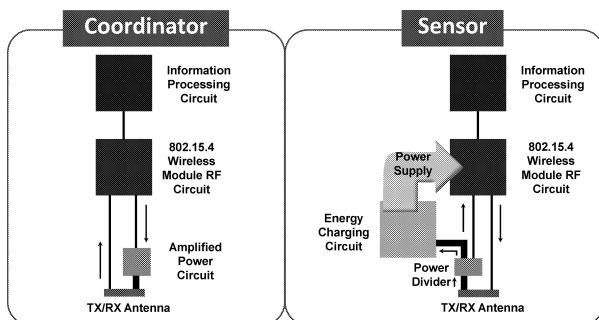 Coordinator
Information
Processing
Circuit
802.15.4
Wireless
Module RF
Circuit
Amplified
Power
Circuit
TX/RX Antenna
Sensor
Information
Processing
Circuit
802.15.4
Wireless
Module RF
Circuit
Power
Supply
Energy
Charging
Circuit
Power
Divider
TX/RX Antenna